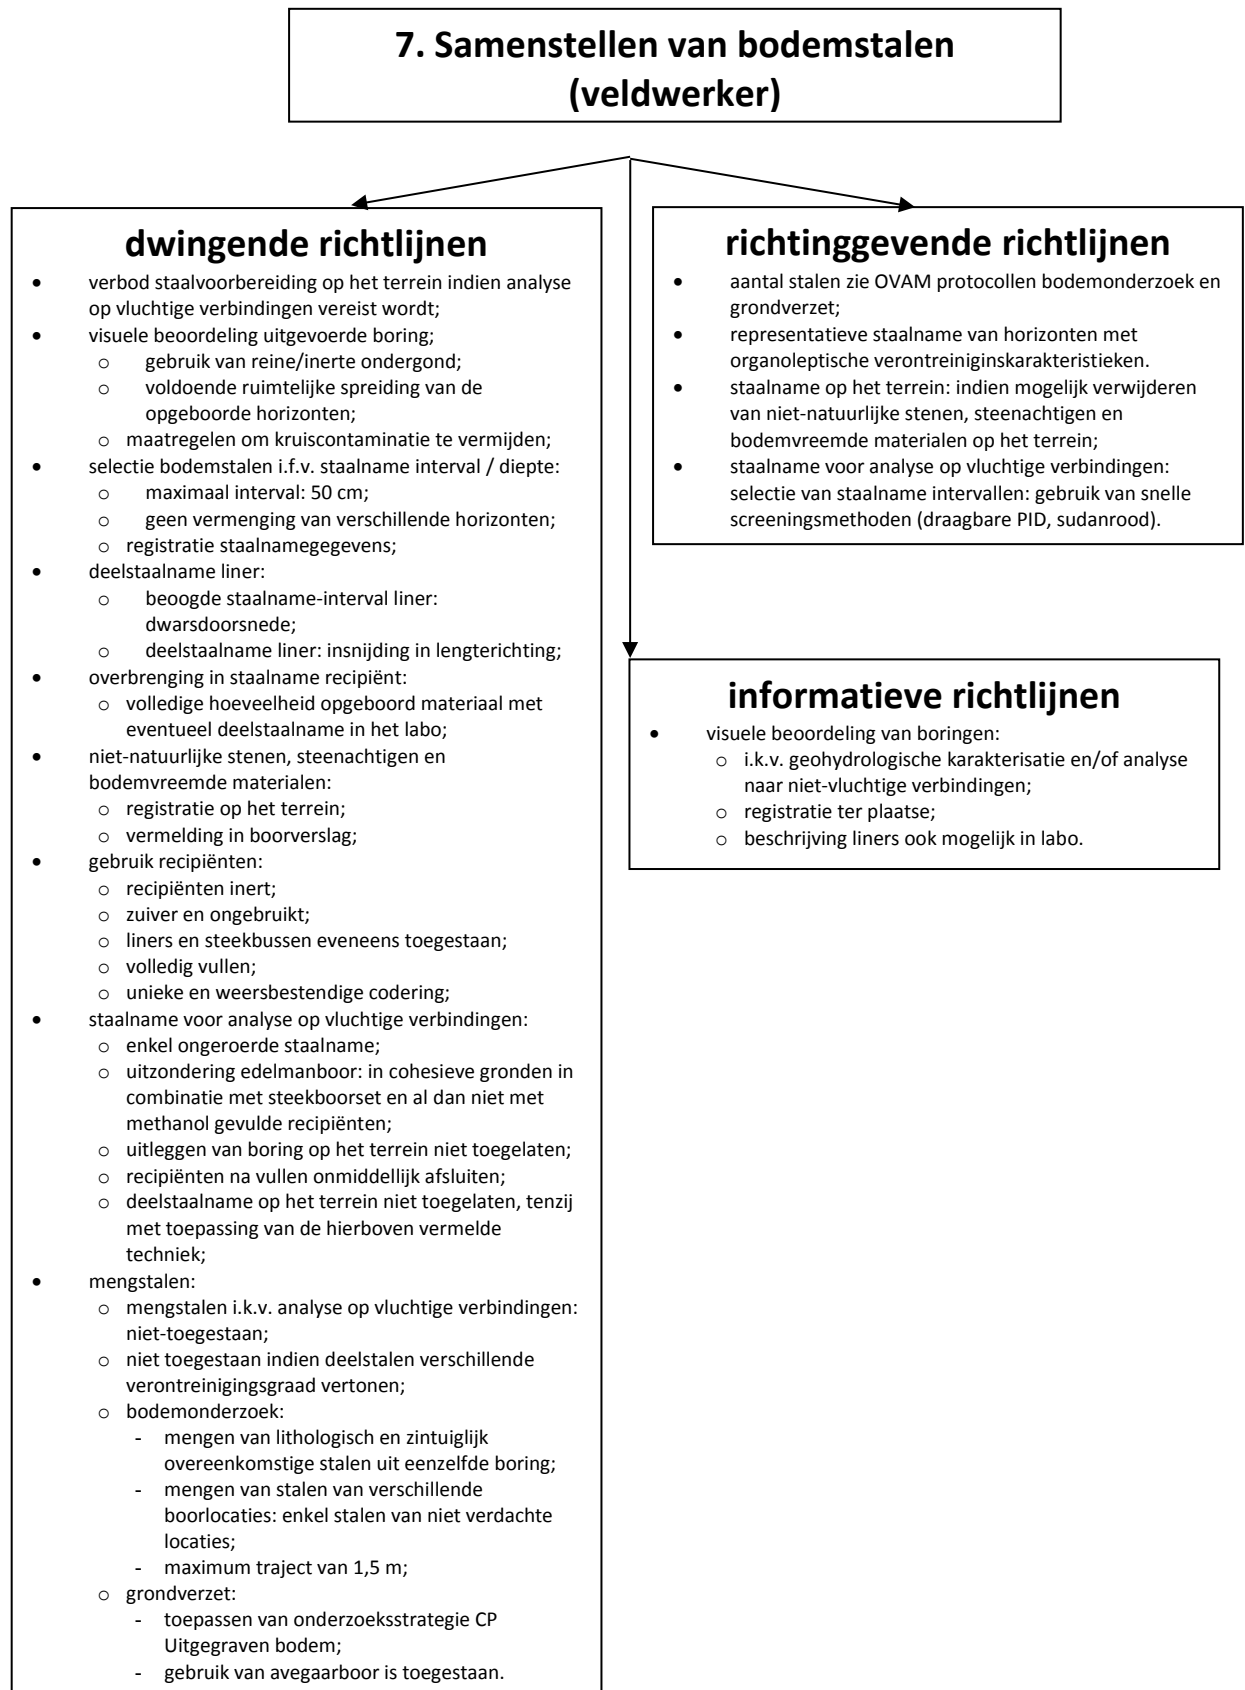 7. Samenstellen van bodemstalen
(veldwerker)
dwingende richtlijnen
• verbod staalvoorbereiding op het terrein indien analyse
op vluchtige verbindingen vereist wordt;
• visuele beoordeling uitgevoerde boring;
o gebruik van reine/inerte ondergond;
o voldoende ruimtelijke spreiding van de
opgeboorde horizonten;
o maatregelen om kruiscontaminatie te vermijden;
• selectie bodemstalen i.f.v. staalname interval / diepte:
o maximaal interval: 50 cm;
o geen vermenging van verschillende horizonten;
o registratie staalnamegegevens;
• deelstaalname liner:
o beoogde staalname-interval liner:
dwarsdoorsnede;
o deelstaalname liner: insnijding in lengterichting;
• overbrenging in staalname recipiënt:
o volledige hoeveelheid opgeboord materiaal met
eventueel deelstaalname in het labo;
• niet-natuurlijke stenen, steenachtigen en
bodemvreemde materialen:
o registratie op het terrein;
o vermelding in boorverslag;
• gebruik recipiënten:
o recipiënten inert;
o zuiver en ongebruikt;
o liners en steekbussen eveneens toegestaan;
o volledig vullen;
o unieke en weersbestendige codering;
• staalname voor analyse op vluchtige verbindingen:
o enkel ongeroerde staalname;
o uitzondering edelmanboor: in cohesieve gronden in
combinatie met steekboorset en al dan niet met
methanol gevulde recipiënten;
o uitleggen van boring op het terrein niet toegelaten;
o recipiënten na vullen onmiddellijk afsluiten;
o deelstaalname op het terrein niet toegelaten, tenzij
met toepassing van de hierboven vermelde
techniek;
• mengstalen:
o mengstalen i.k.v. analyse op vluchtige verbindingen:
niet-toegestaan;
o niet toegestaan indien deelstalen verschillende
verontreinigingsgraad vertonen;
o bodemonderzoek:
- mengen van lithologisch en zintuiglijk
overeenkomstige stalen uit eenzelfde boring;
- mengen van stalen van verschillende
boorlocaties: enkel stalen van niet verdachte
locaties;
- maximum traject van 1,5 m;
o grondverzet:
- toepassen van onderzoeksstrategie CP
Uitgegraven bodem;
- gebruik van avegaarboor is toegestaan.
richtinggevende richtlijnen
• aantal stalen zie OVAM protocollen bodemonderzoek en
grondverzet;
• representatieve staalname van horizonten met
organoleptische verontreiniginskarakteristieken.
• staalname op het terrein: indien mogelijk verwijderen
van niet-natuurlijke stenen, steenachtigen en
bodemvreemde materialen op het terrein;
• staalname voor analyse op vluchtige verbindingen:
selectie van staalname intervallen: gebruik van snelle
screeningsmethoden (draagbare PID, sudanrood).
informatieve richtlijnen
• visuele beoordeling van boringen:
o i.k.v. geohydrologische karakterisatie en/of analyse
naar niet-vluchtige verbindingen;
o registratie ter plaatse;
o beschrijving liners ook mogelijk in labo.